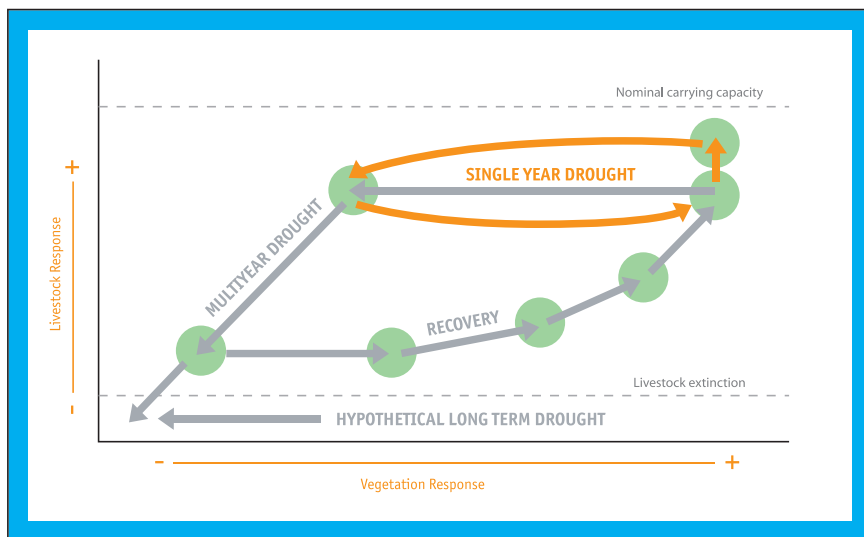 Nominal carrying capacity
+
SINGLE YEAR DROUGHT
MULTIYEAR DROUGHT
Livestock Response
RECOVERY
Livestock extinction
-
HYPOTHETICAL LONG TERM DROUGHT
- +
Vegetation Response